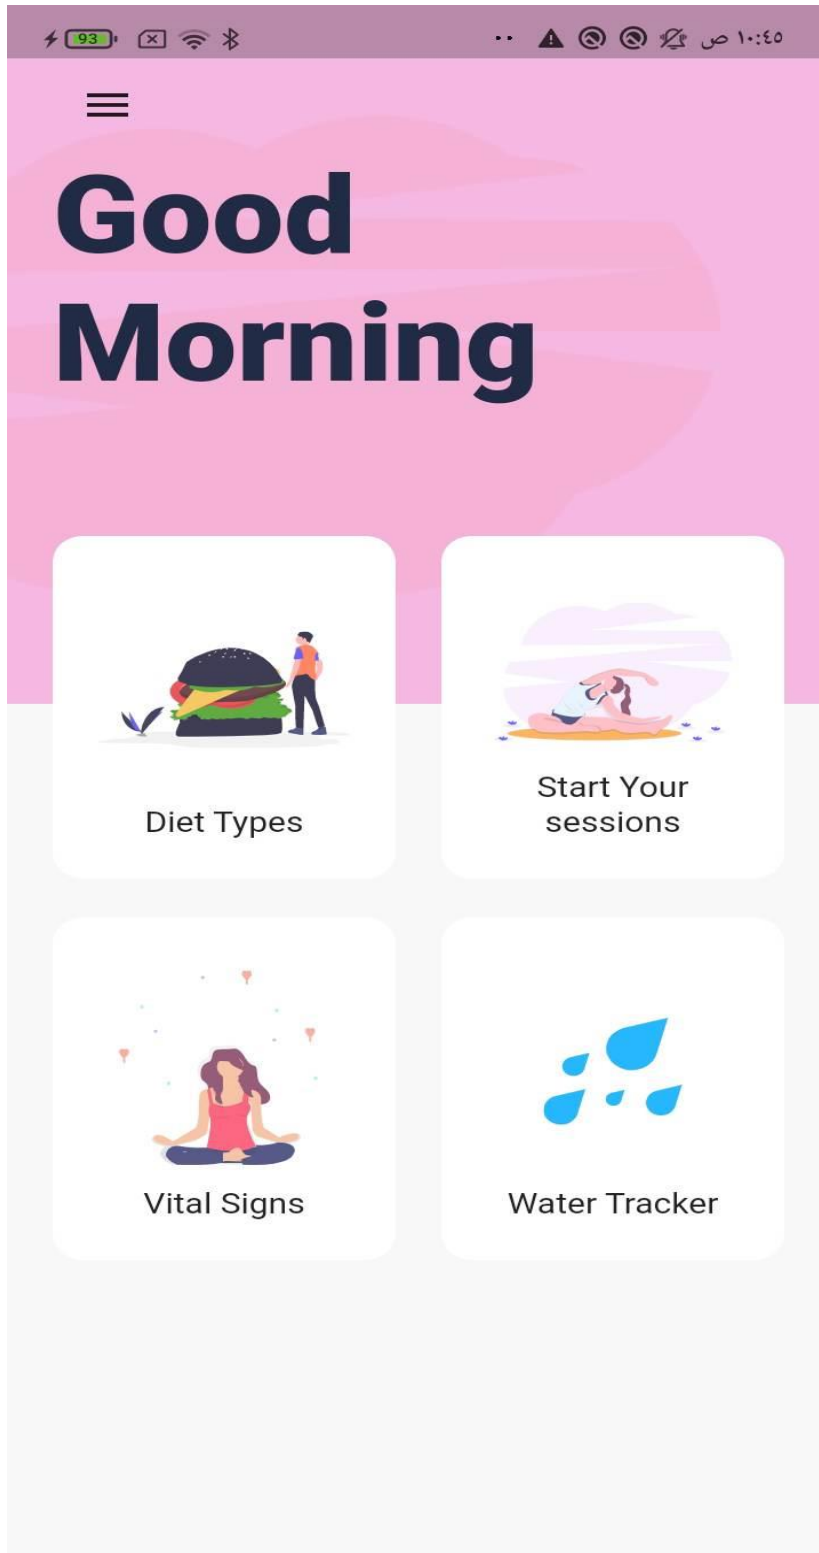 93
١٠:٤٥ ص
Good
Morning
Diet Types
Start Your
sessions
Vital Signs
Water Tracker